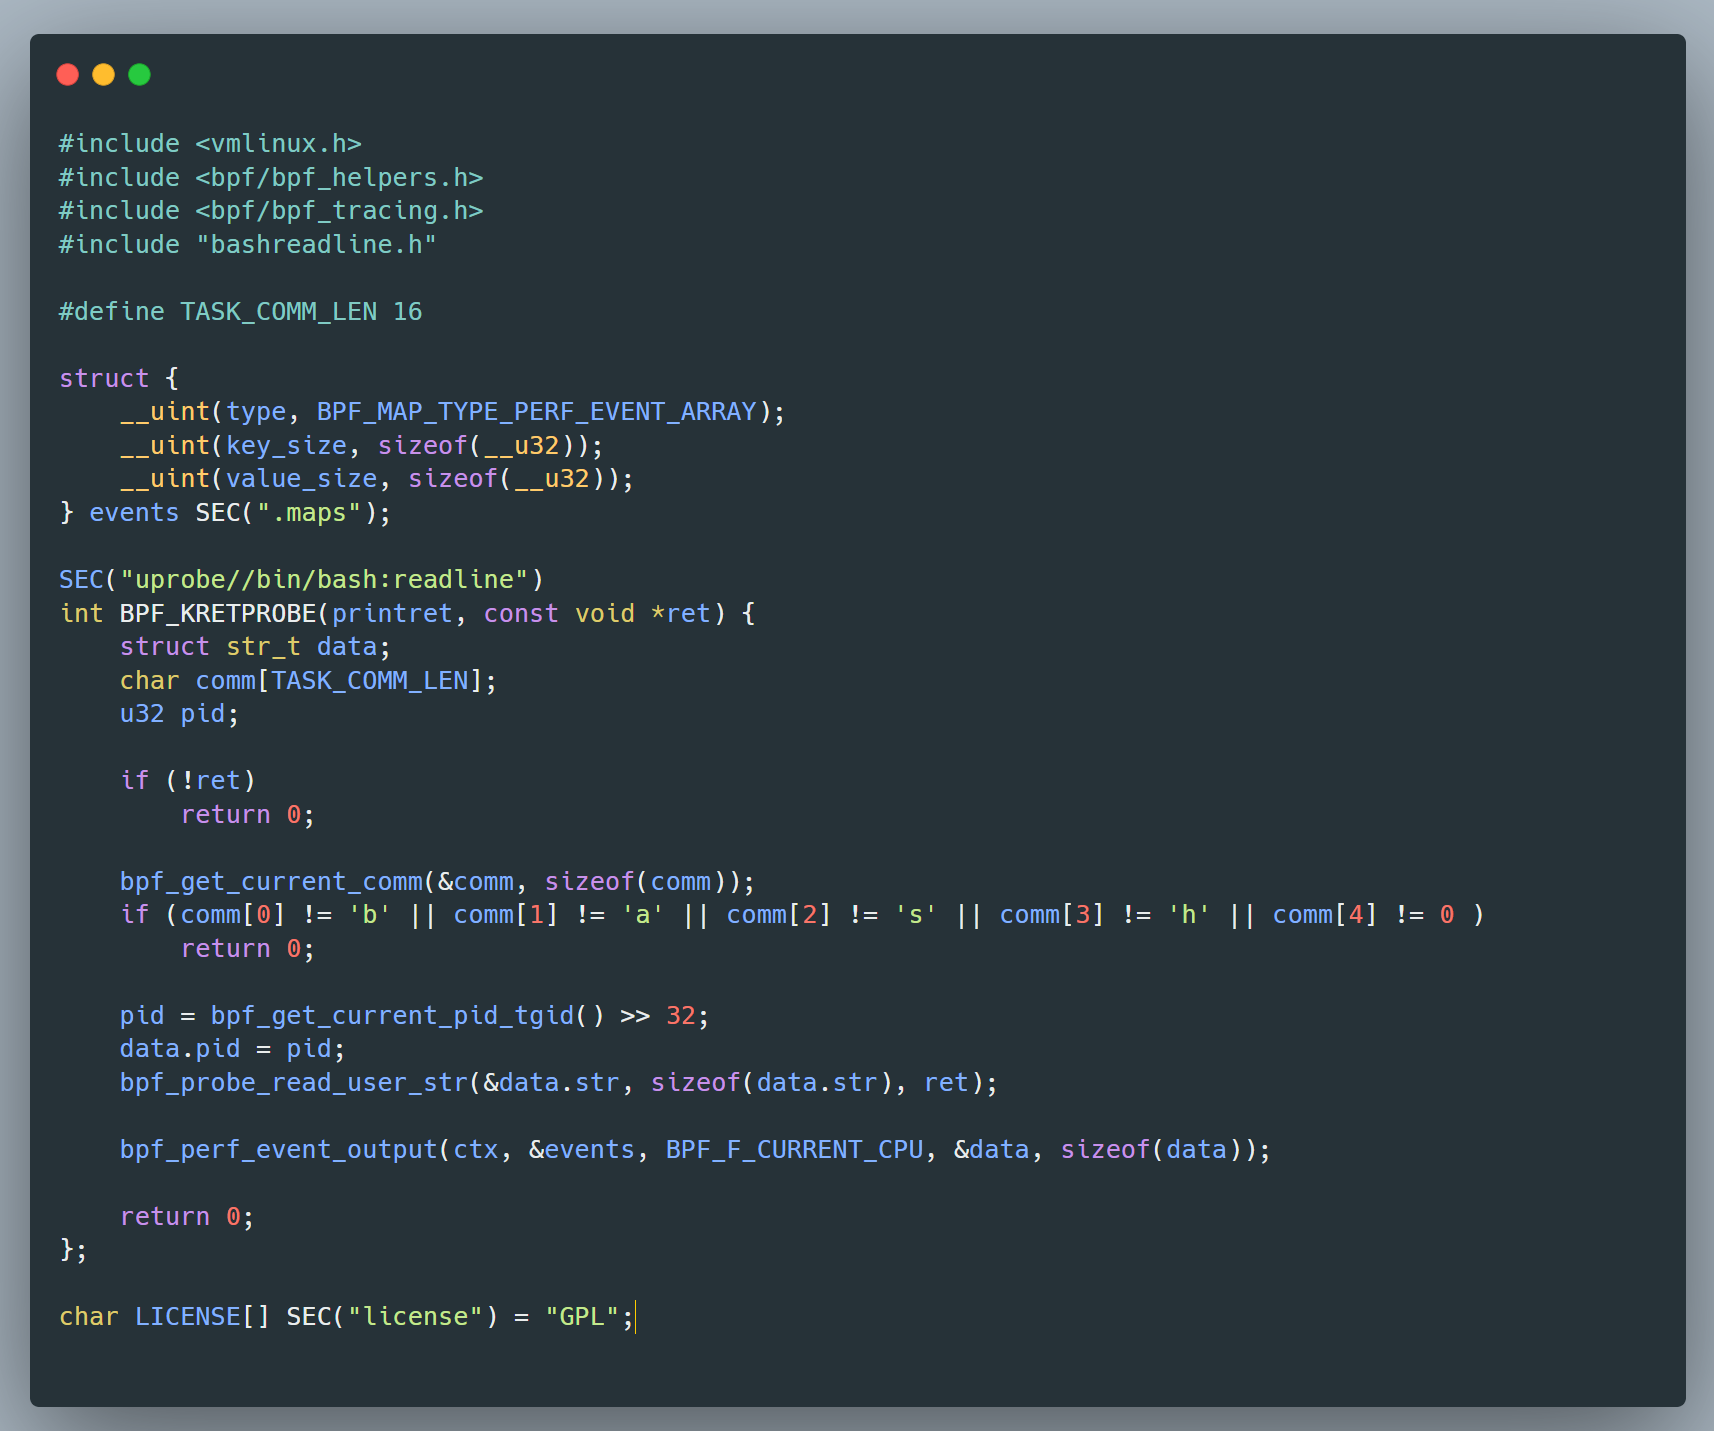 #include <vmlinux.h>
#include <bpf/bpf_helpers.h>
#include <bpf/bpf_tracing.h>
#include "bashreadline.h"

#define TASK_COMM_LEN 16

struct {
    __uint(type, BPF_MAP_TYPE_PERF_EVENT_ARRAY);
    __uint(key_size, sizeof(__u32));
    __uint(value_size, sizeof(__u32));
} events SEC(".maps");

SEC("uprobe//bin/bash:readline")
int BPF_KRETPROBE(printret, const void *ret) {
    struct str_t data;
    char comm[TASK_COMM_LEN];
    u32 pid;

    if (!ret)
        return 0;

    bpf_get_current_comm(&comm, sizeof(comm));
    if (comm[0] != 'b' || comm[1] != 'a' || comm[2] != 's' || comm[3] != 'h' || comm[4] != 0 )
        return 0;

    pid = bpf_get_current_pid_tgid() >> 32;
    data.pid = pid;
    bpf_probe_read_user_str(&data.str, sizeof(data.str), ret);

    bpf_perf_event_output(ctx, &events, BPF_F_CURRENT_CPU, &data, sizeof(data));

    return 0;
};

char LICENSE[] SEC("license") = "GPL";